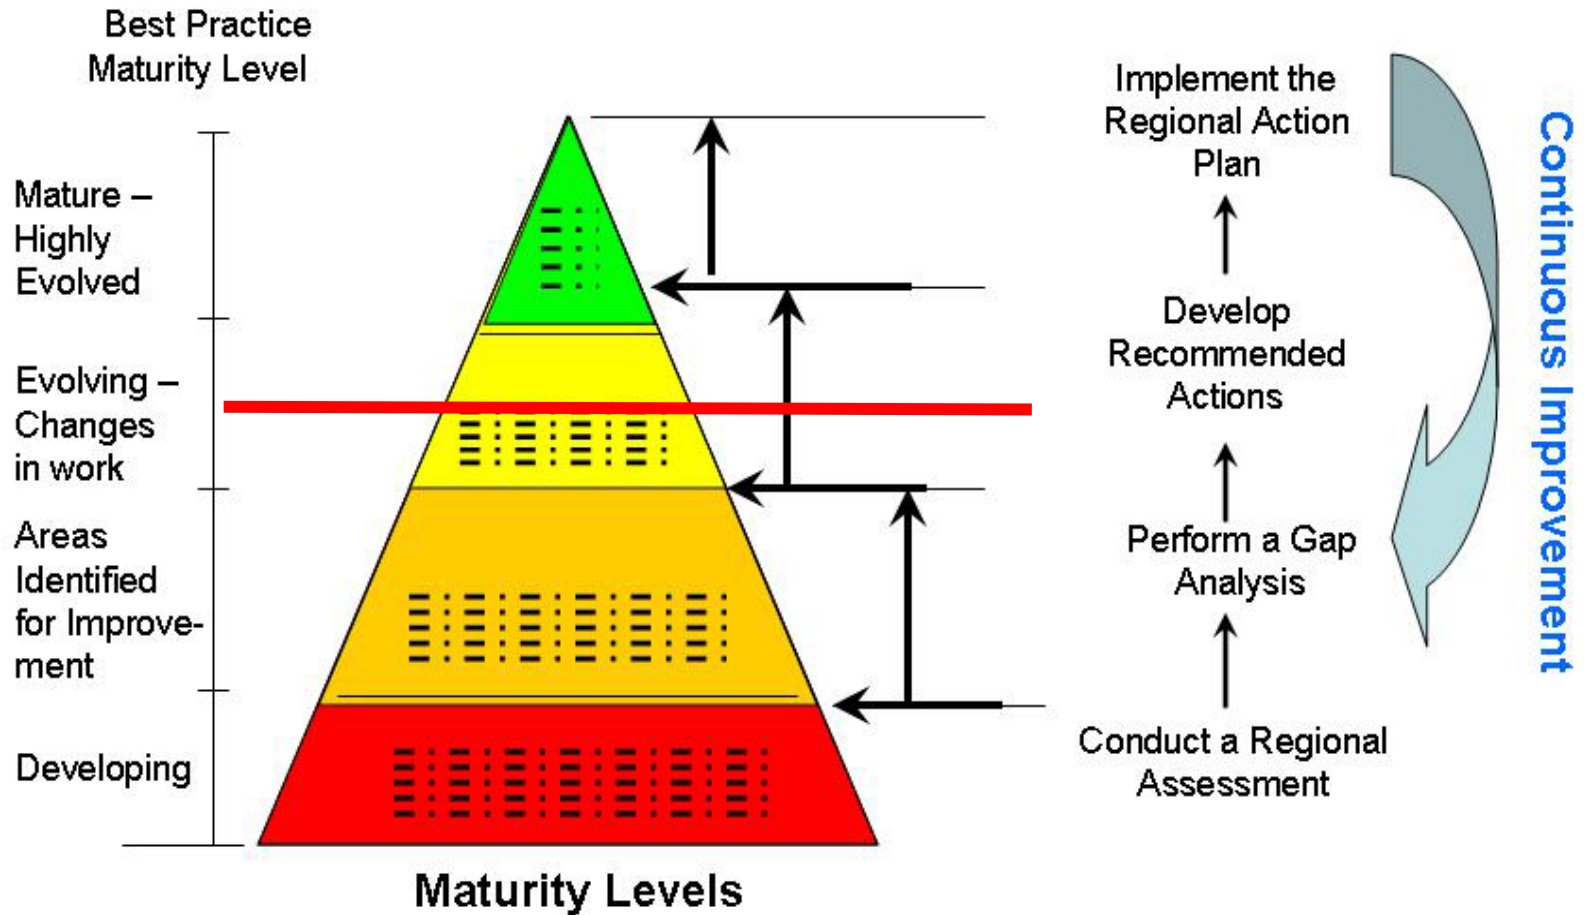 Best Practice
Maturity Level
Mature –
Highly
Evolved
Evolving –
Changes
in work
Areas
Identified
for Improve-
ment
Developing
Maturity Levels
Implement the
Regional Action
Plan
Develop
Recommended
Actions
Perform a Gap
Analysis
Conduct a Regional
Assessment
Continuous Improvement